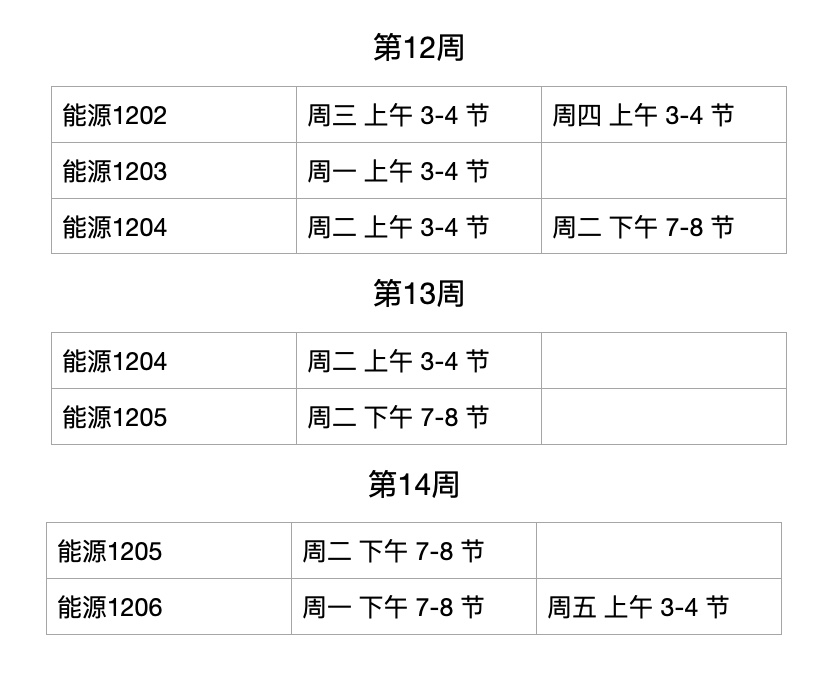 第12周
能源1202 周三 上午 3-4 节 周四 上午 3-4 节
能源1203 周一 上午 3-4 节
能源1204 周二 上午 3-4 节 周二 下午 7-8 节
第13周
能源1204 周二 上午 3-4 节
能源1205 周二 下午 7-8 节
第14周
能源1205 周二 下午 7-8 节
能源1206 周一 下午 7-8 节 周五 上午 3-4 节